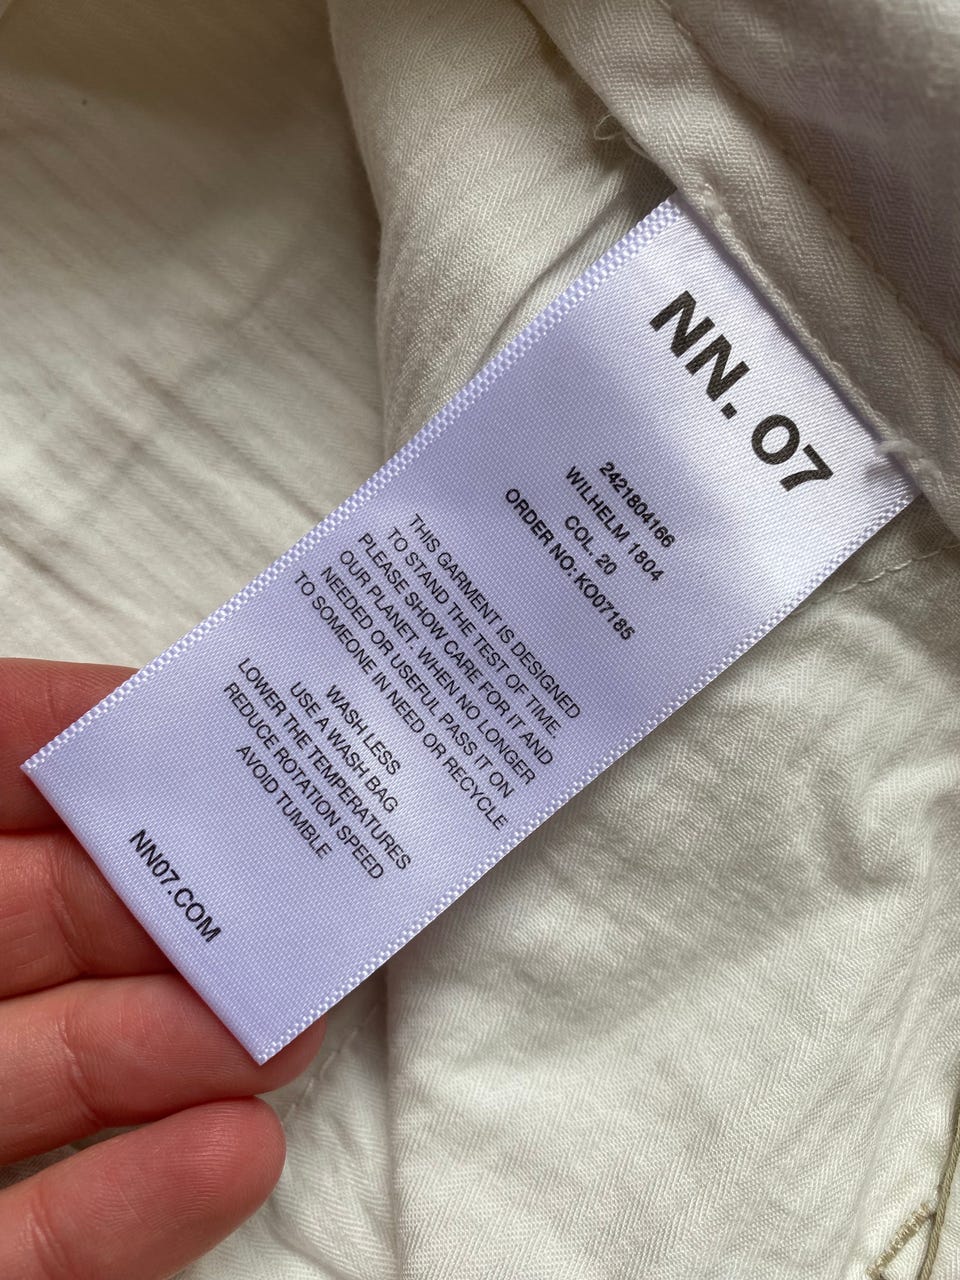 NN. 07
2421804166
WILHELM 1804
COL. 20
ORDER NO: KO07185
THIS GARMENT IS DESIGNED
TO STAND THE TEST OF TIME.
PLEASE SHOW CARE FOR IT AND
OUR PLANET. WHEN NO LONGER
NEEDED OR USEFUL PASS IT ON
TO SOMEONE IN NEED OR RECYCLE
WASH LESS
USE A WASH BAG
LOWER THE TEMPERATURES
REDUCE ROTATION SPEED
AVOID TUMBLE
NN07.COM